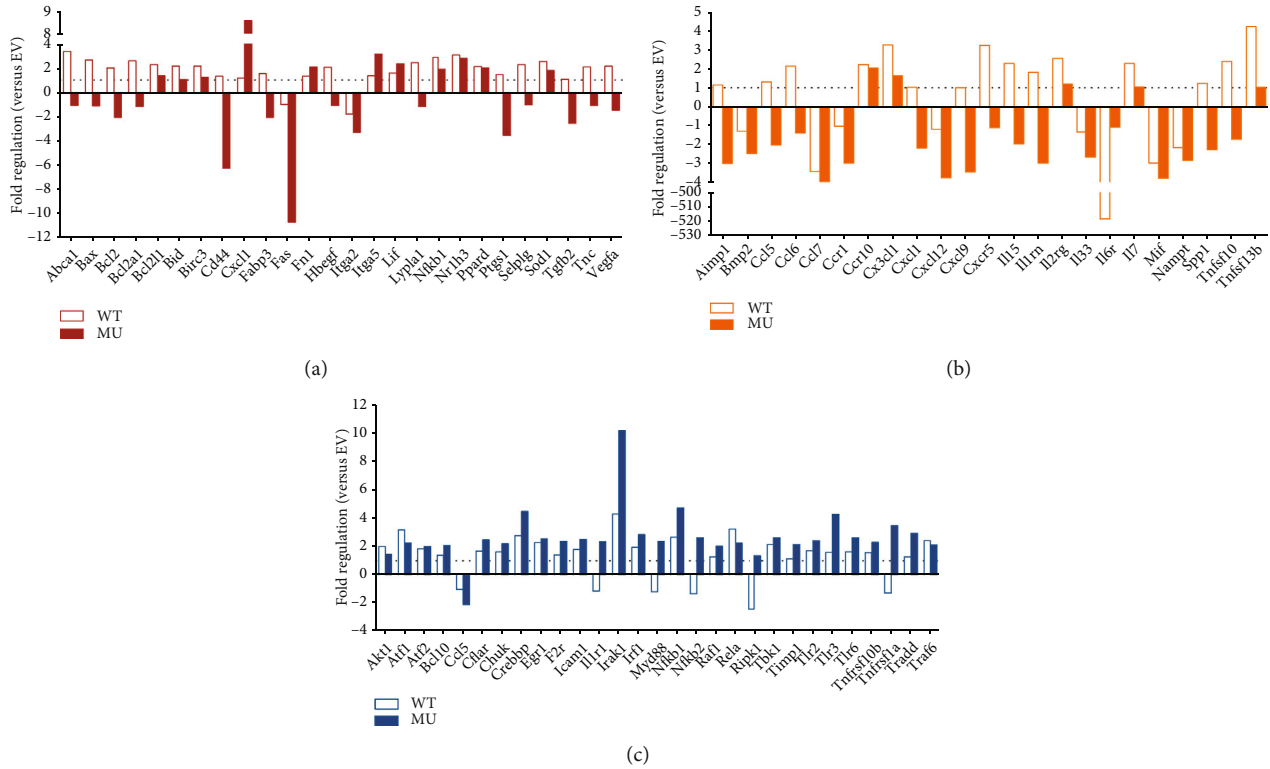 Fold regulation (versus EV)
9
8
4
2
0
−2
−4
−6
−8
−10
−12
Abca1
Bax
Bcl2
Bcl2a1
Bcl2l1
Bid
Birc3
Cd44
Cxcl1
Fabp3
Fas
Fn1
Hbegf
Itga2
Itga5
Lif
Lypla1
Nfkb1
Nr1h3
Ppard
Ptgs1
Selplg
Sod1
Tgfb2
Tnc
Vegfa
WT
MU
(a)
Fold regulation (versus EV)
5
4
3
2
1
0
−1
−2
−3
−4
−500
−510
−520
−530
Aimp1
Bmp2
Ccl5
Ccl6
Ccl7
Ccr1
Ccr10
Cx3cl1
Cxcl1
Cxcl12
Cxcl9
Cxcr5
Il15
Il1rn
Il2rg
Il33
Il6r
Il7
Mif
Nampt
Spp1
Tnfsf10
Tnfsf13b
WT
MU
(b)
Fold regulation (versus EV)
12
10
8
6
4
2
0
−2
−4
Akt1
Atf1
Atf2
Bcl10
Ccl5
Cflar
Chuk
Crebbp
Egr1
F2r
Icam1
Il1r1
Irak1
Irf1
Myd88
Nfkb1
Nfkb2
Raf1
Rela
Ripk1
Tbk1
Timp1
Tlr2
Tlr3
Tlr6
Tnfrsf10b
Tnfrsf1a
Tradd
Traf6
WT
MU
(c)